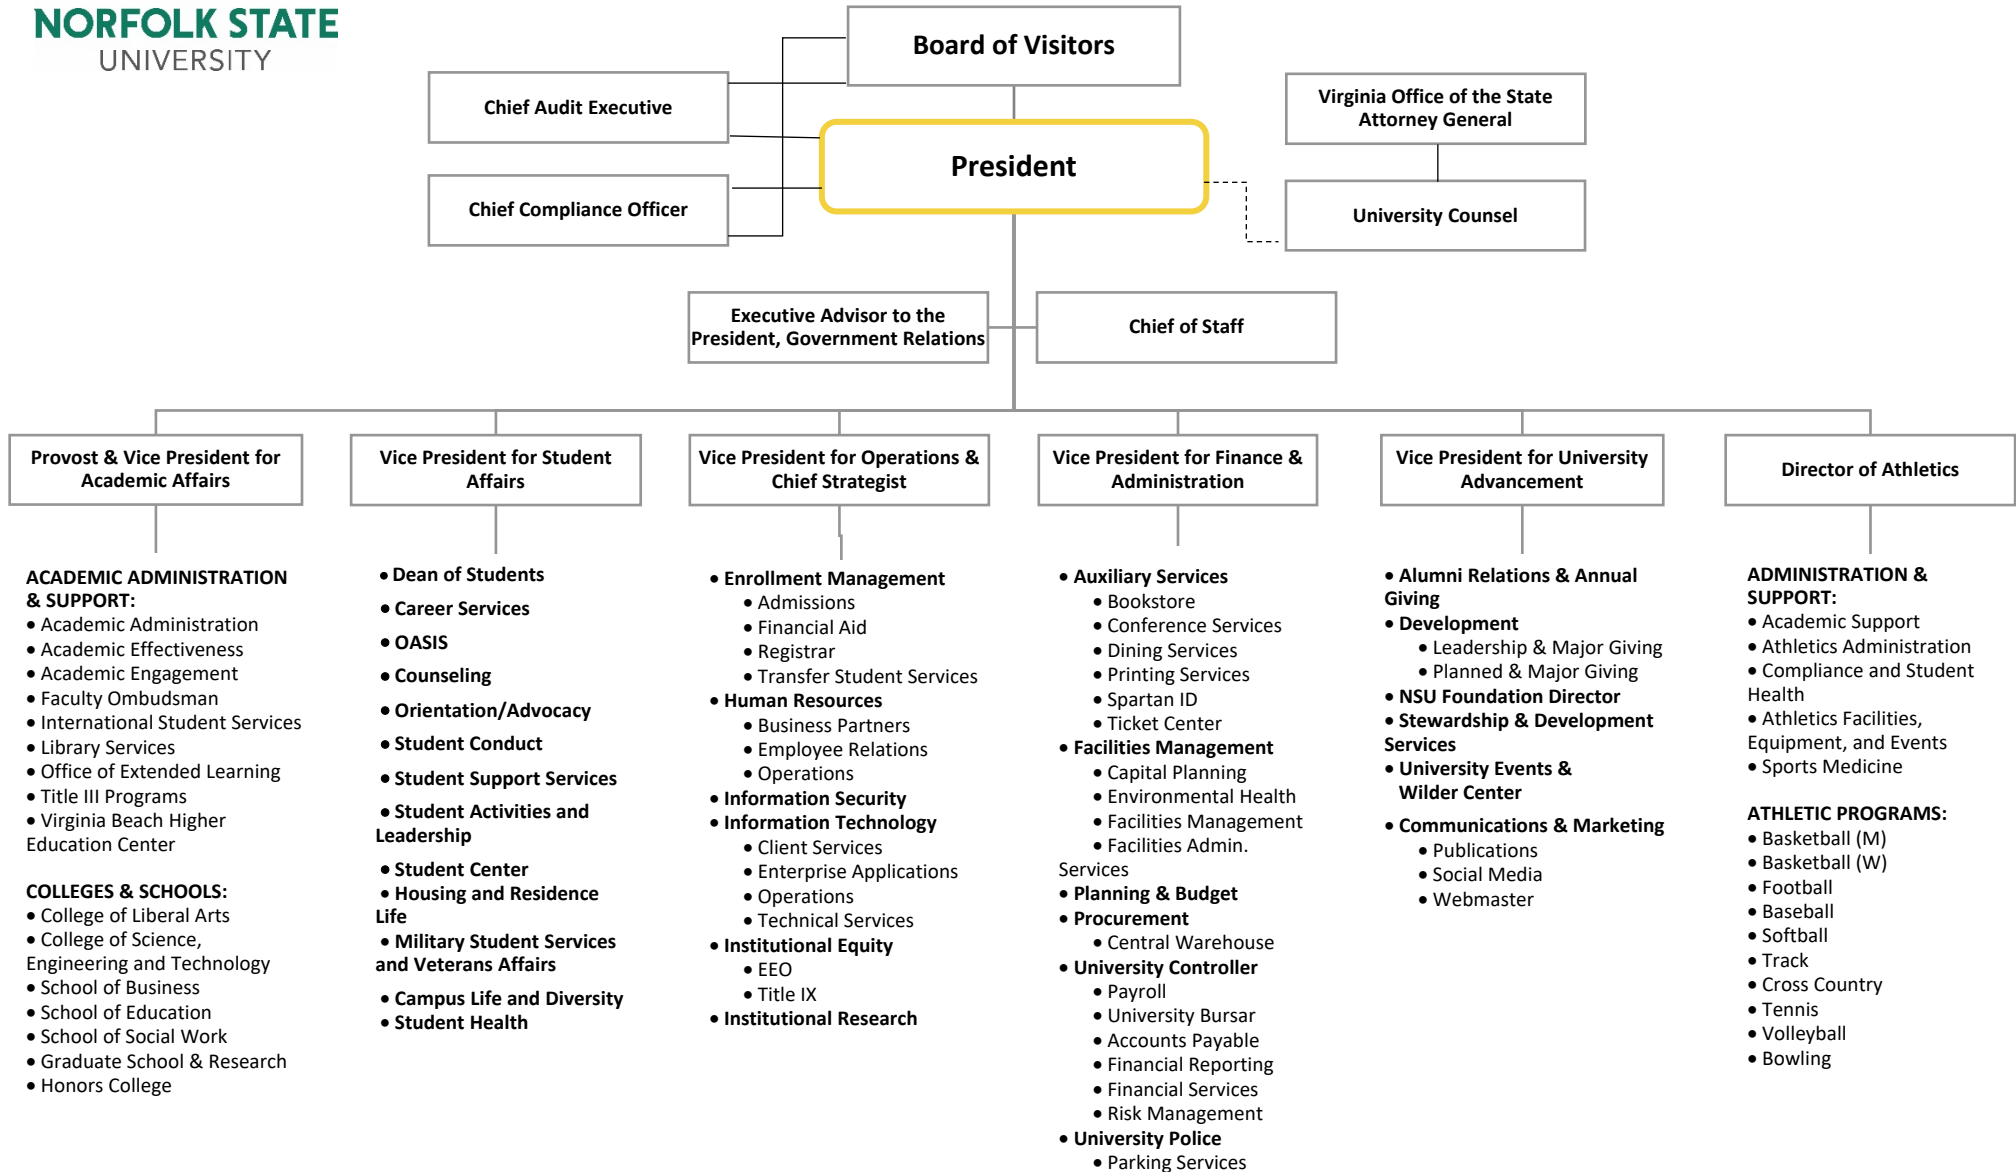 NORFOLK STATE
UNIVERSITY
Board of Visitors
Chief Audit Executive
Virginia Office of the State
Attorney General
President
Chief Compliance Officer
University Counsel
Executive Advisor to the
President, Government Relations
Chief of Staff
Provost & Vice President for
Academic Affairs
Vice President for Student
Affairs
Vice President for Operations &
Chief Strategist
Vice President for Finance &
Administration
Vice President for University
Advancement
Director of Athletics
ACADEMIC ADMINISTRATION
& SUPPORT:
• Academic Administration
• Academic Effectiveness
• Academic Engagement
• Faculty Ombudsman
• International Student Services
• Library Services
• Office of Extended Learning
• Title III Programs
• Virginia Beach Higher
Education Center
COLLEGES & SCHOOLS:
• College of Liberal Arts
• College of Science,
Engineering and Technology
• School of Business
• School of Education
• School of Social Work
• Graduate School & Research
• Honors College
• Dean of Students
• Career Services
• OASIS
• Counseling
• Orientation/Advocacy
• Student Conduct
• Student Support Services
• Student Activities and
Leadership
• Student Center
• Housing and Residence
Life
• Military Student Services
and Veterans Affairs
• Campus Life and Diversity
• Student Health
• Enrollment Management
• Admissions
• Financial Aid
• Registrar
• Transfer Student Services
• Human Resources
• Business Partners
• Employee Relations
• Operations
• Information Security
• Information Technology
• Client Services
• Enterprise Applications
• Operations
• Technical Services
• Institutional Equity
• EEO
• Title IX
• Institutional Research
• Auxiliary Services
• Bookstore
• Conference Services
• Dining Services
• Printing Services
• Spartan ID
• Ticket Center
• Facilities Management
• Capital Planning
• Environmental Health
• Facilities Management
• Facilities Admin.
Services
• Planning & Budget
• Procurement
• Central Warehouse
• University Controller
• Payroll
• University Bursar
• Accounts Payable
• Financial Reporting
• Financial Services
• Risk Management
• University Police
• Parking Services
• Alumni Relations & Annual
Giving
• Development
• Leadership & Major Giving
• Planned & Major Giving
• NSU Foundation Director
• Stewardship & Development
Services
• University Events &
Wilder Center
• Communications & Marketing
• Publications
• Social Media
• Webmaster
ADMINISTRATION &
SUPPORT:
• Academic Support
• Athletics Administration
• Compliance and Student
Health
• Athletics Facilities,
Equipment, and Events
• Sports Medicine
ATHLETIC PROGRAMS:
• Basketball (M)
• Basketball (W)
• Football
• Baseball
• Softball
• Track
• Cross Country
• Tennis
• Volleyball
• Bowling